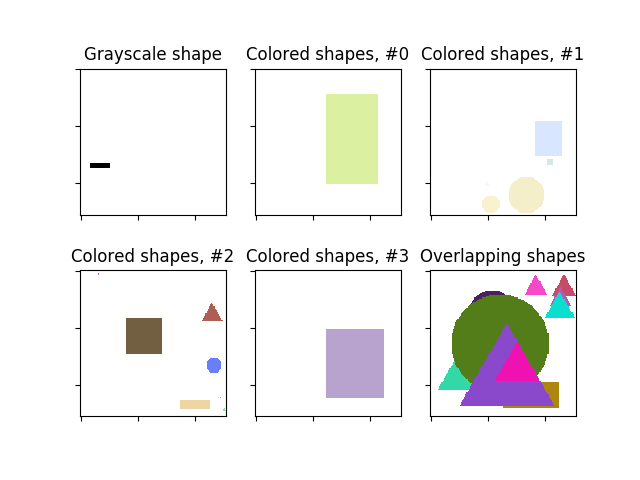 Grayscale shape
Colored shapes, #0
Colored shapes, #1
Colored shapes, #2
Colored shapes, #3
Overlapping shapes